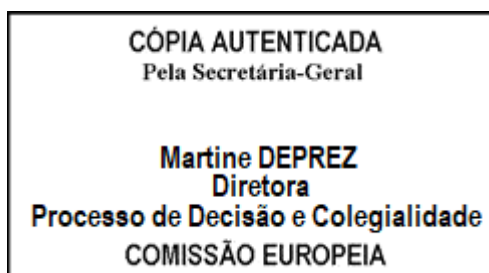 CÓPIA AUTENTICADA
Pela Secretária-Geral
Martine DEPREZ
Diretora
Processo de Decisão e Colegialidade
COMISSÃO EUROPEIA